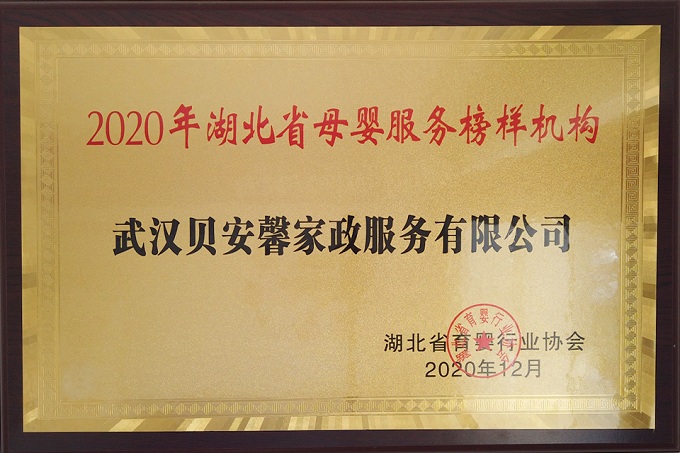 2020年湖北省母婴服务榜样机构
武汉贝安馨家政服务有限公司
湖北省育婴行业协会
2020年12月